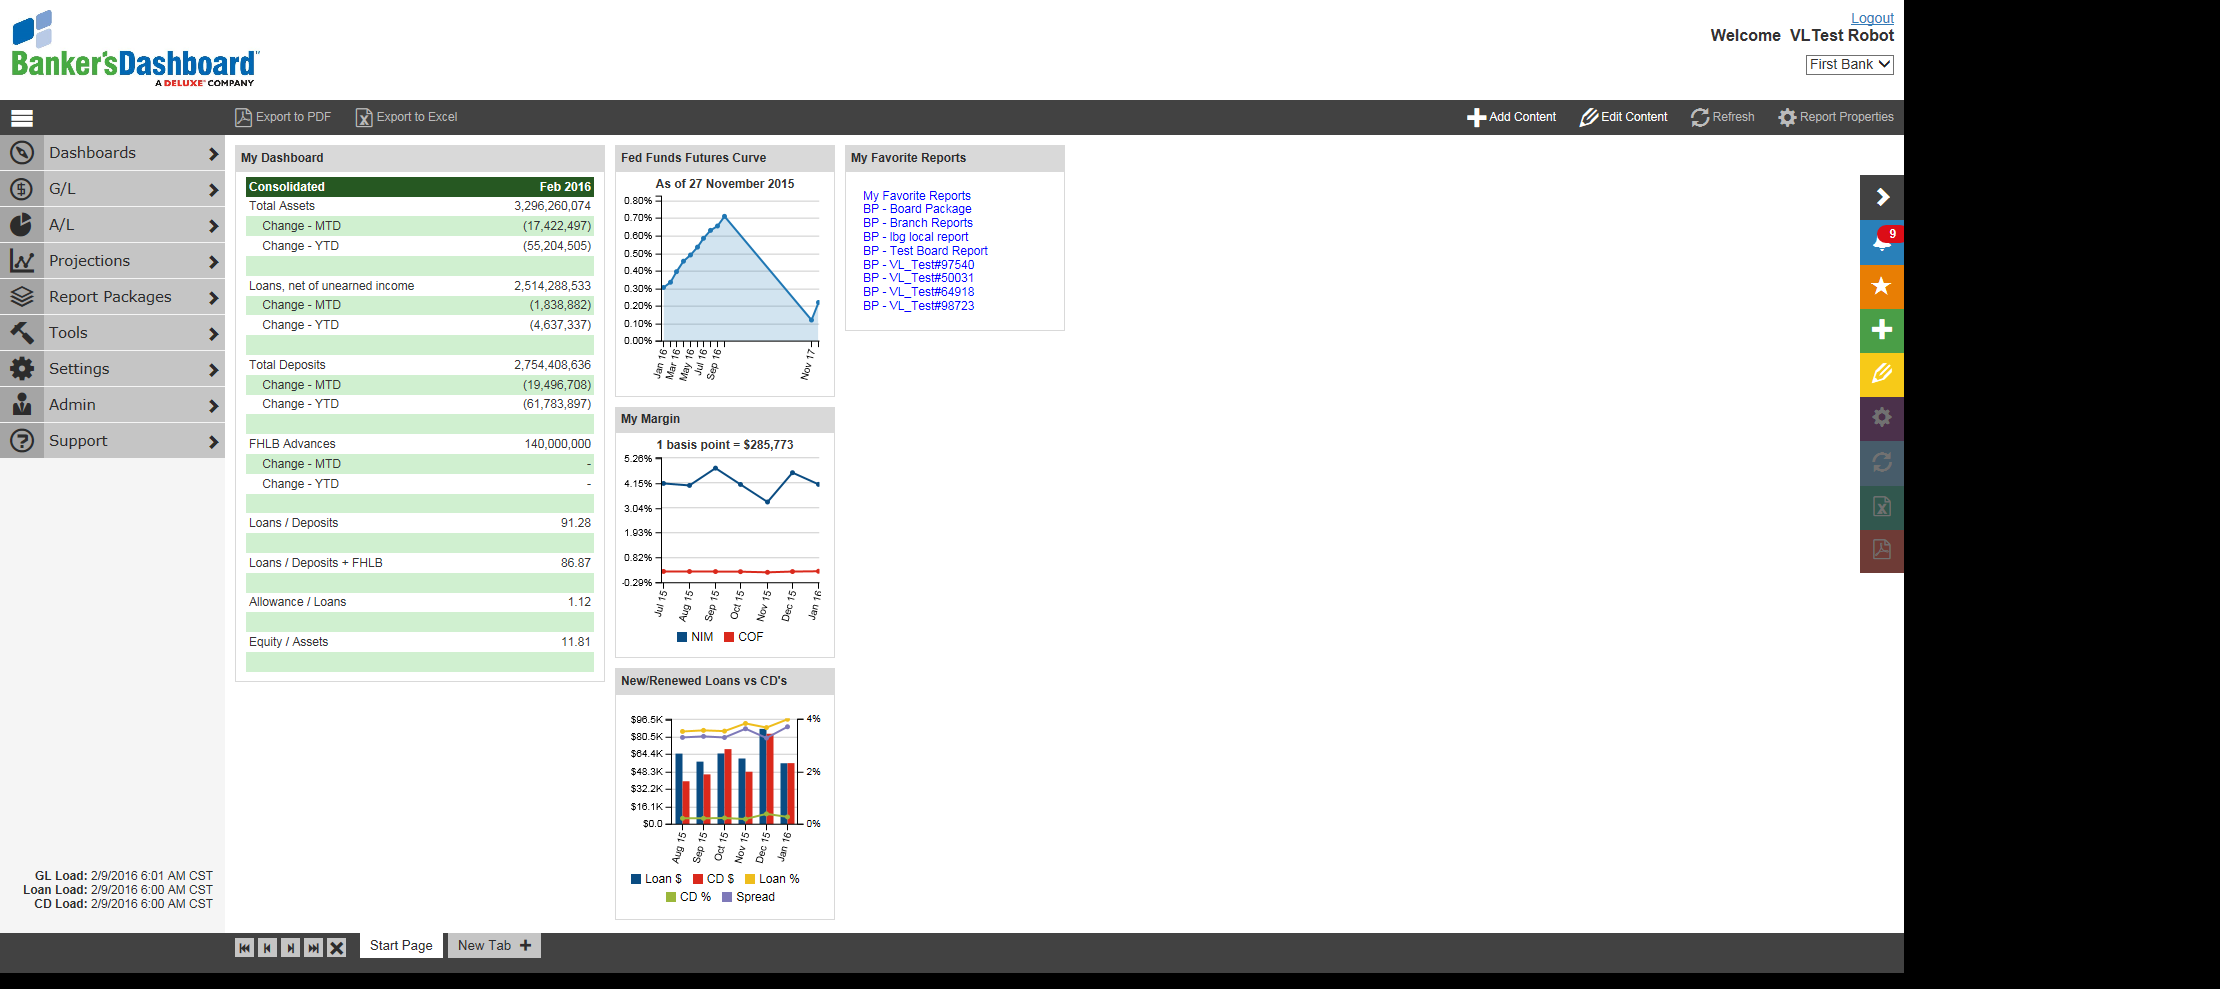 Logout
Welcome VLTest Robot
First Bank
Banker'sDashboard
A DELUXE COMPANY
Export to PDF
Export to Excel
Add Content
Edit Content
Refresh
Report Properties
Dashboards
G/L
A/L
Projections
Report Packages
Tools
Settings
Admin
Support
GL Load: 2/9/2016 6:01 AM CST
Loan Load: 2/9/2016 6:00 AM CST
CD Load: 2/9/2016 6:00 AM CST
My Dashboard
Consolidated Feb 2016
Total Assets 3,296,260,074
Change - MTD (17,422,497)
Change - YTD (55,204,505)
Loans, net of unearned income 2,514,288,533
Change - MTD (1,838,882)
Change - YTD (4,637,337)
Total Deposits 2,754,408,636
Change - MTD (19,496,708)
Change - YTD (61,783,897)
FHLB Advances 140,000,000
Change - MTD -
Change - YTD -
Loans / Deposits 91.28
Loans / Deposits + FHLB 86.87
Allowance / Loans 1.12
Equity / Assets 11.81
Fed Funds Futures Curve
As of 27 November 2015
0.80%
0.70%
0.60%
0.50%
0.40%
0.30%
0.20%
0.10%
0.00%
Jan 16
Mar 16
May 16
Jul 16
Sep 16
Nov 17
My Margin
1 basis point = $285,773
5.26%
4.15%
3.04%
1.93%
0.82%
-0.29%
Jul 15
Aug 15
Sep 15
Oct 15
Nov 15
Dec 15
Jan 16
NIM COF
New/Renewed Loans vs CD's
$96.5K
$80.5K
$64.4K
$48.3K
$32.2K
$16.1K
$0.0
4%
2%
0%
Aug 15
Sep 15
Oct 15
Nov 15
Dec 15
Jan 16
Loan $ CD $ Loan %
CD % Spread
My Favorite Reports
My Favorite Reports
BP - Board Package
BP - Branch Reports
BP - lbg local report
BP - Test Board Report
BP - VL_Test#97540
BP - VL_Test#50031
BP - VL_Test#64918
BP - VL_Test#98723
9
Start Page
New Tab